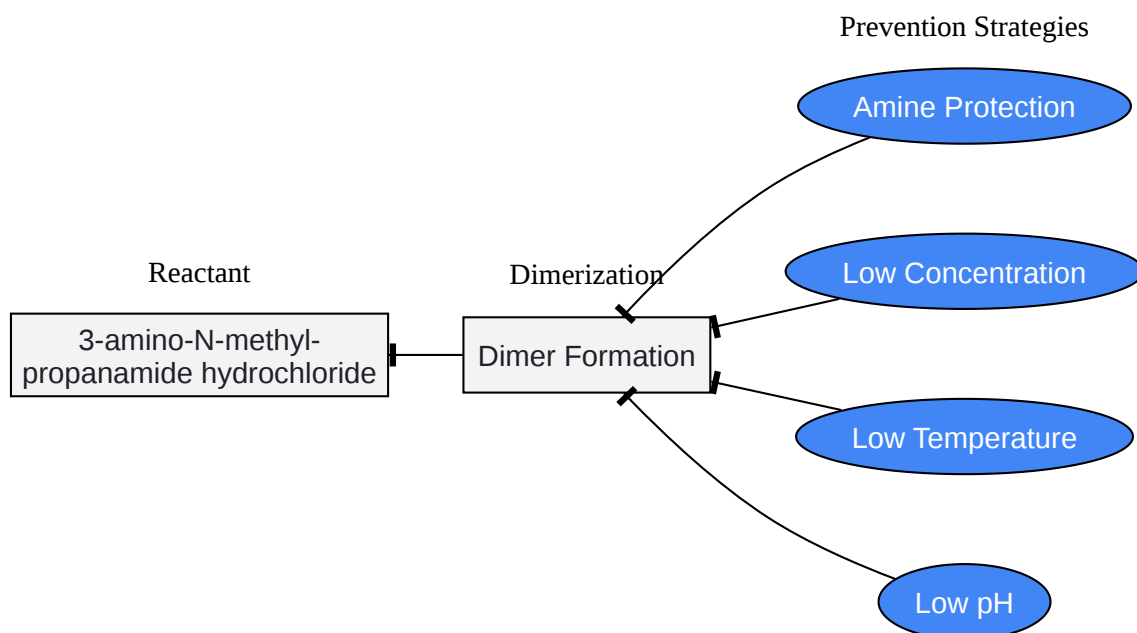 Prevention Strategies
Amine Protection
Low Concentration
Reactant
Dimerization
3-amino-N-methyl-
propanamide hydrochloride
Dimer Formation
Low Temperature
Low pH